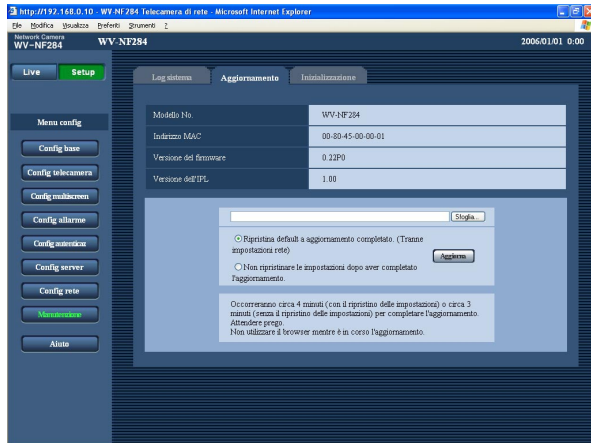 http://192.168.0.10 - WV-NF284 Telecamera di rete - Microsoft Internet Explorer
File Modifica Visualizza Preferiti Strumenti ?
Network Camera
WV-NF284
WV-NF284
2006/01/01 0:00
Live Setup
Log sistema Aggiornamento Inizializzazione
Menu config
Config base
Config telecamera
Config multiscreen
Config allarme
Config autenticaz
Config server
Config rete
Manutenzione
Aiuto
Modello No. WV-NF284
Indirizzo MAC 00-80-45-00-00-01
Versione del firmware 0.22P0
Versione dell'IPL 1.00
Sfoglia...
Ripristina default a aggiornamento completato. (Tranne
impostazioni rete)
Aggiorna
Non ripristinare le impostazioni dopo aver completato
l'aggiornamento.
Occorreranno circa 4 minuti (con il ripristino delle impostazioni) o circa 3
minuti (senza il ripristino delle impostazioni) per completare l'aggiornamento.
Attendere prego.
Non utilizzare il browser mentre è in corso l'aggiornamento.